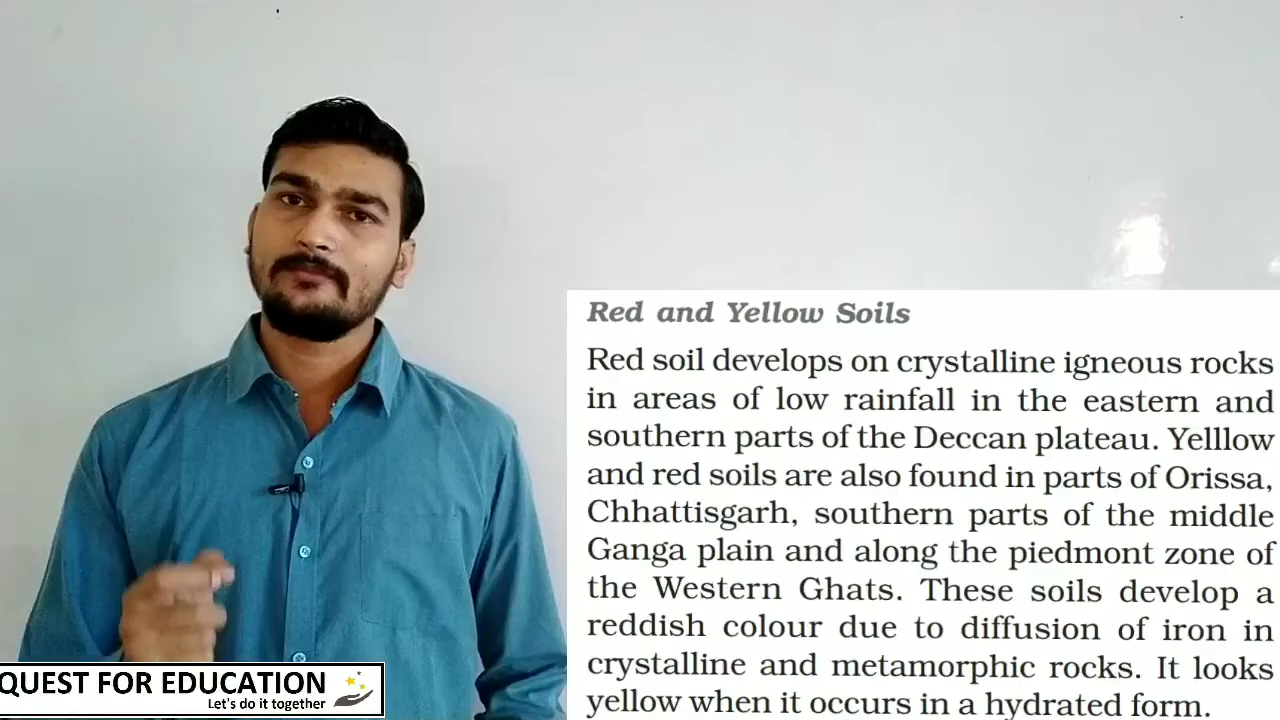 Red and Yellow Soils
Red soil develops on crystalline igneous rocks
in areas of low rainfall in the eastern and
southern parts of the Deccan plateau. Yelllow
and red soils are also found in parts of Orissa,
Chhattisgarh, southern parts of the middle
Ganga plain and along the piedmont zone of
the Western Ghats. These soils develop a
reddish colour due to diffusion of iron in
crystalline and metamorphic rocks. It looks
yellow when it occurs in a hydrated form.
QUEST FOR EDUCATION
Let's do it together